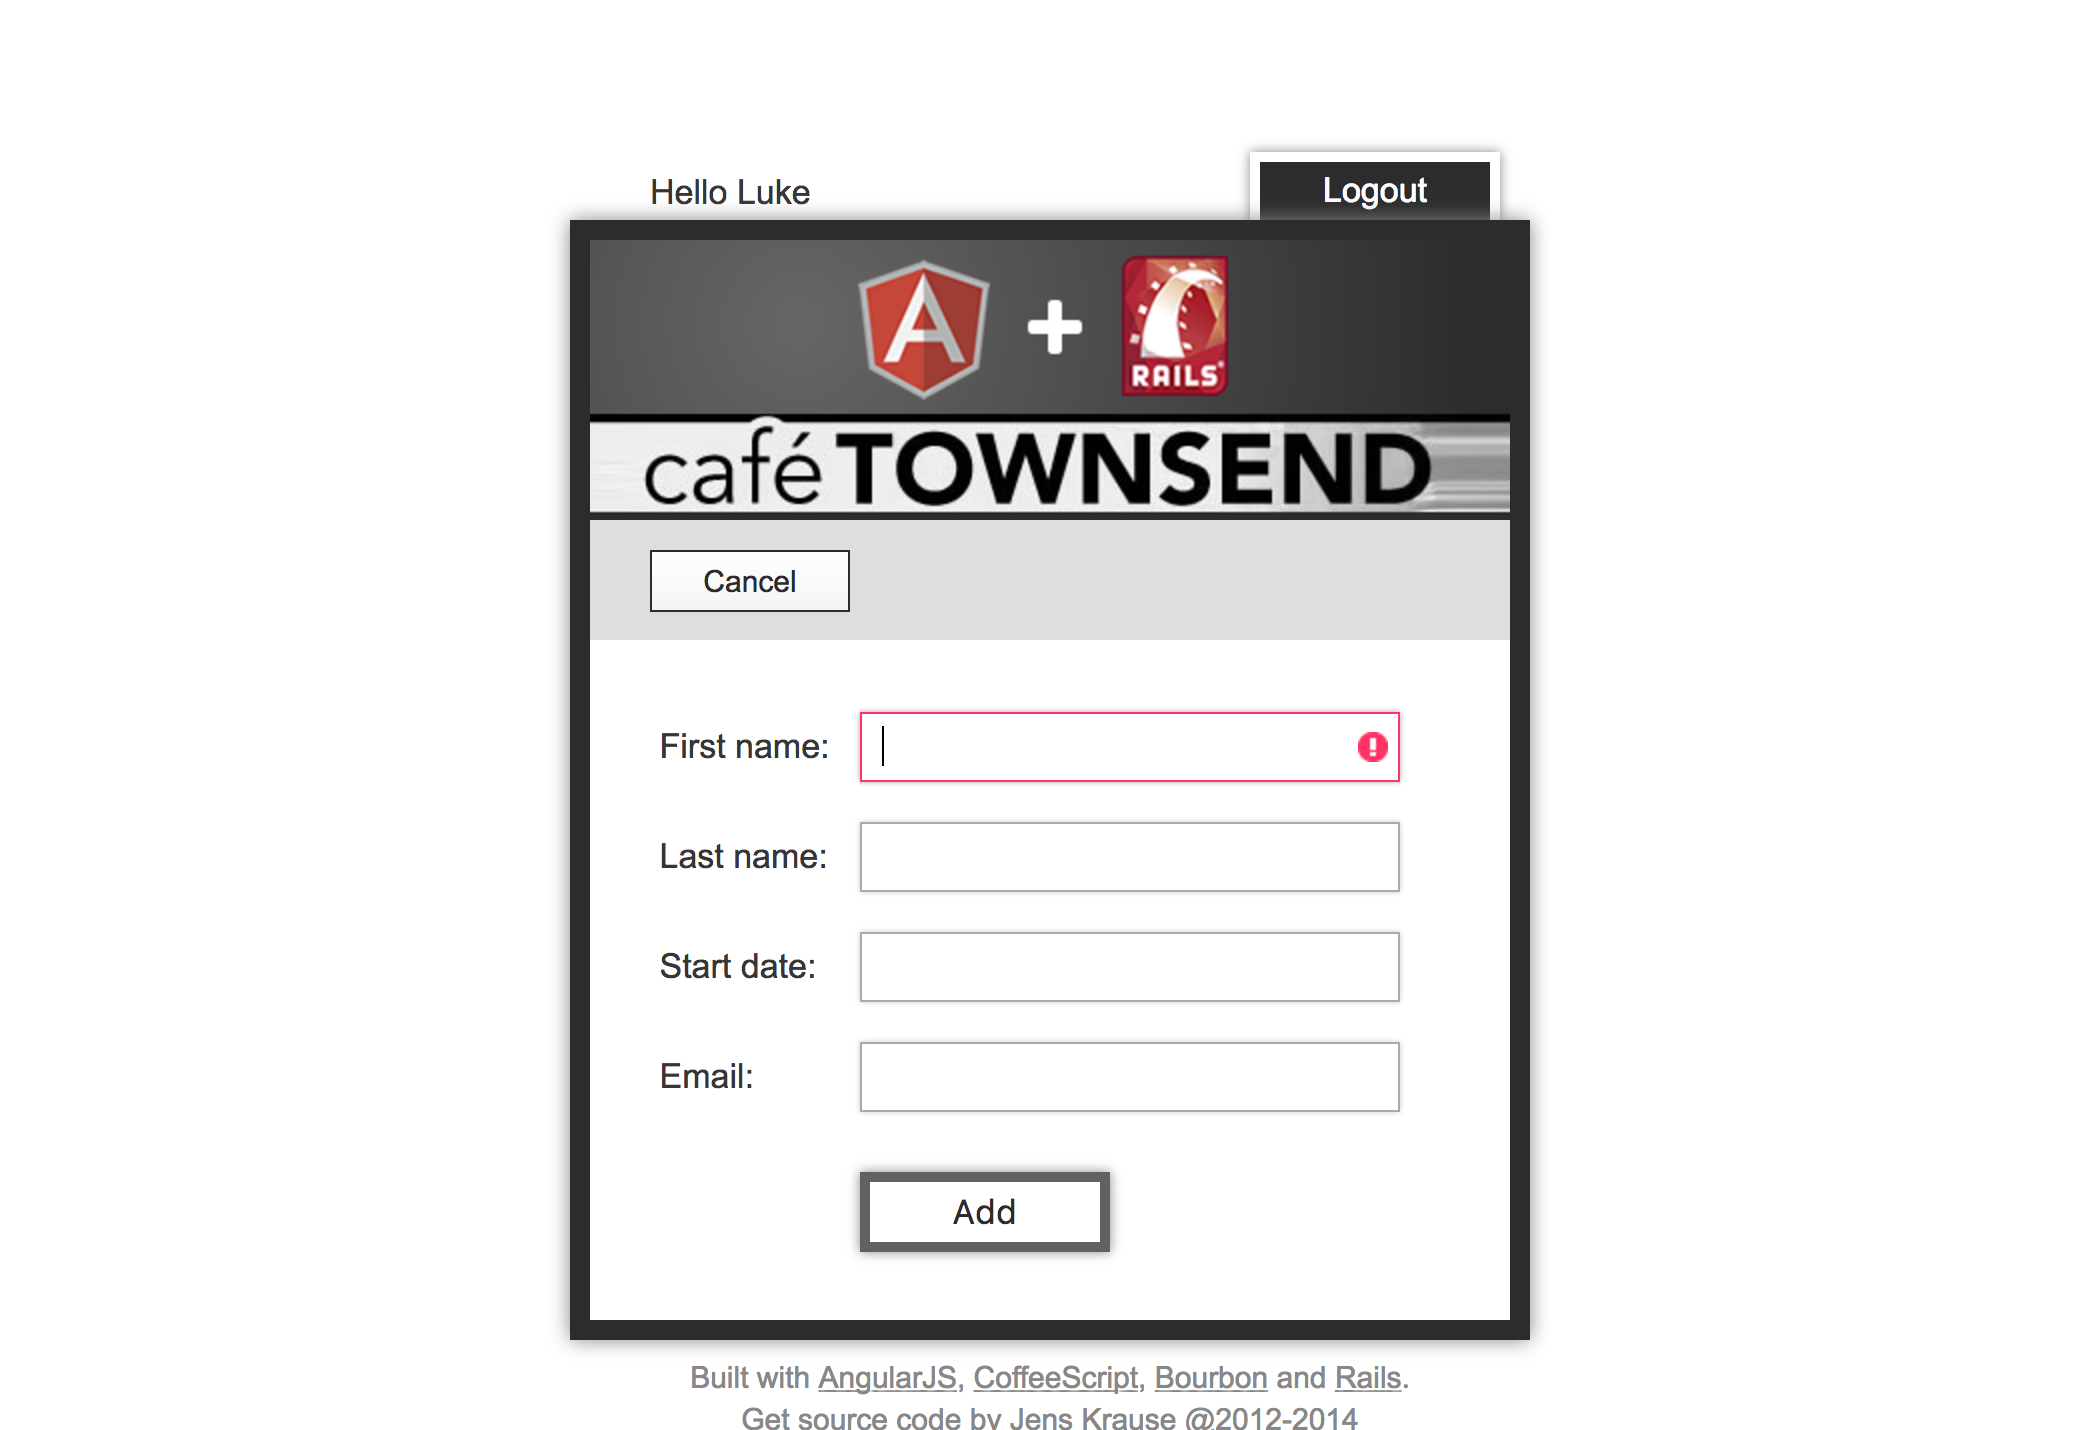 Hello Luke
Logout
A
RAILS
café TOWNSEND
Cancel
First name:
Last name:
Start date:
Email:
Add
Built with AngularJS, CoffeeScript, Bourbon and Rails.
Get source code by Jens Krause @2012-2014